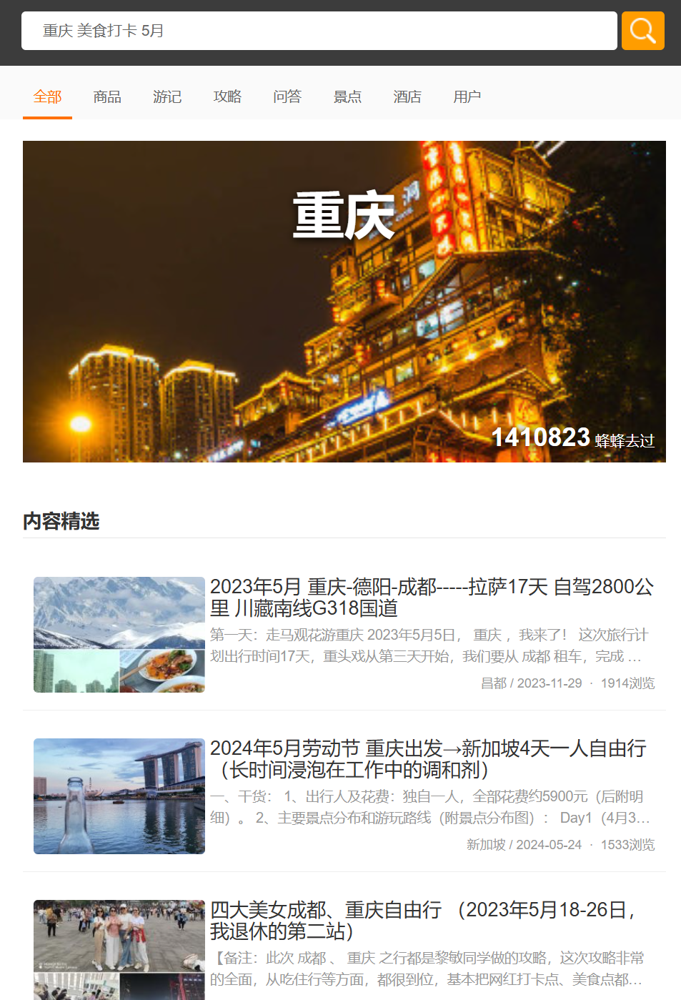 重庆 美食打卡 5月
全部 商品 游记 攻略 问答 景点 酒店 用户
重庆
1410823 蜂蜂去过
内容精选
2023年5月 重庆-德阳-成都-----拉萨17天 自驾2800公
里 川藏南线G318国道
第一天：走马观花游重庆 2023年5月5日， 重庆 ，我来了！ 这次旅行计
划出行时间17天，重头戏从第三天开始，我们要从 成都 租车，完成 ...
昌都 / 2023-11-29 · 1914浏览
2024年5月劳动节 重庆出发→新加坡4天一人自由行
（长时间浸泡在工作中的调和剂）
一、干货： 1、出行人及花费：独自一人，全部花费约5900元（后附明
细）。 2、主要景点分布和游玩路线（附景点分布图）： Day1（4月3...
新加坡 / 2024-05-24 · 1533浏览
四大美女成都、重庆自由行 （2023年5月18-26日，
我退休的第二站）
【备注：此次 成都 、 重庆 之行都是黎敏同学做的攻略，这次攻略非常
的全面，从吃住行等方面，都很到位，基本把网红打卡点、美食点都...